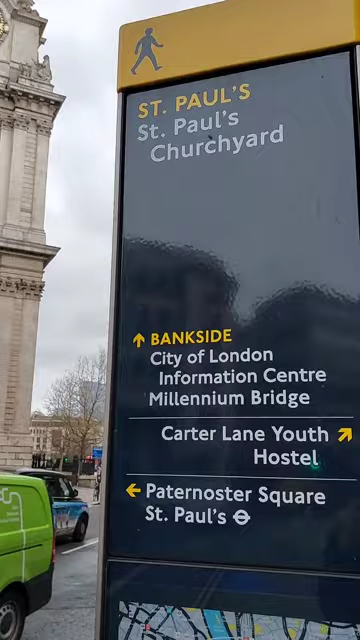 ST. PAUL'S
St. Paul's
Churchyard
BANKSIDE
City of London
Information Centre
Millennium Bridge
Carter Lane Youth
Hostel
Paternoster Square
St. Paul's